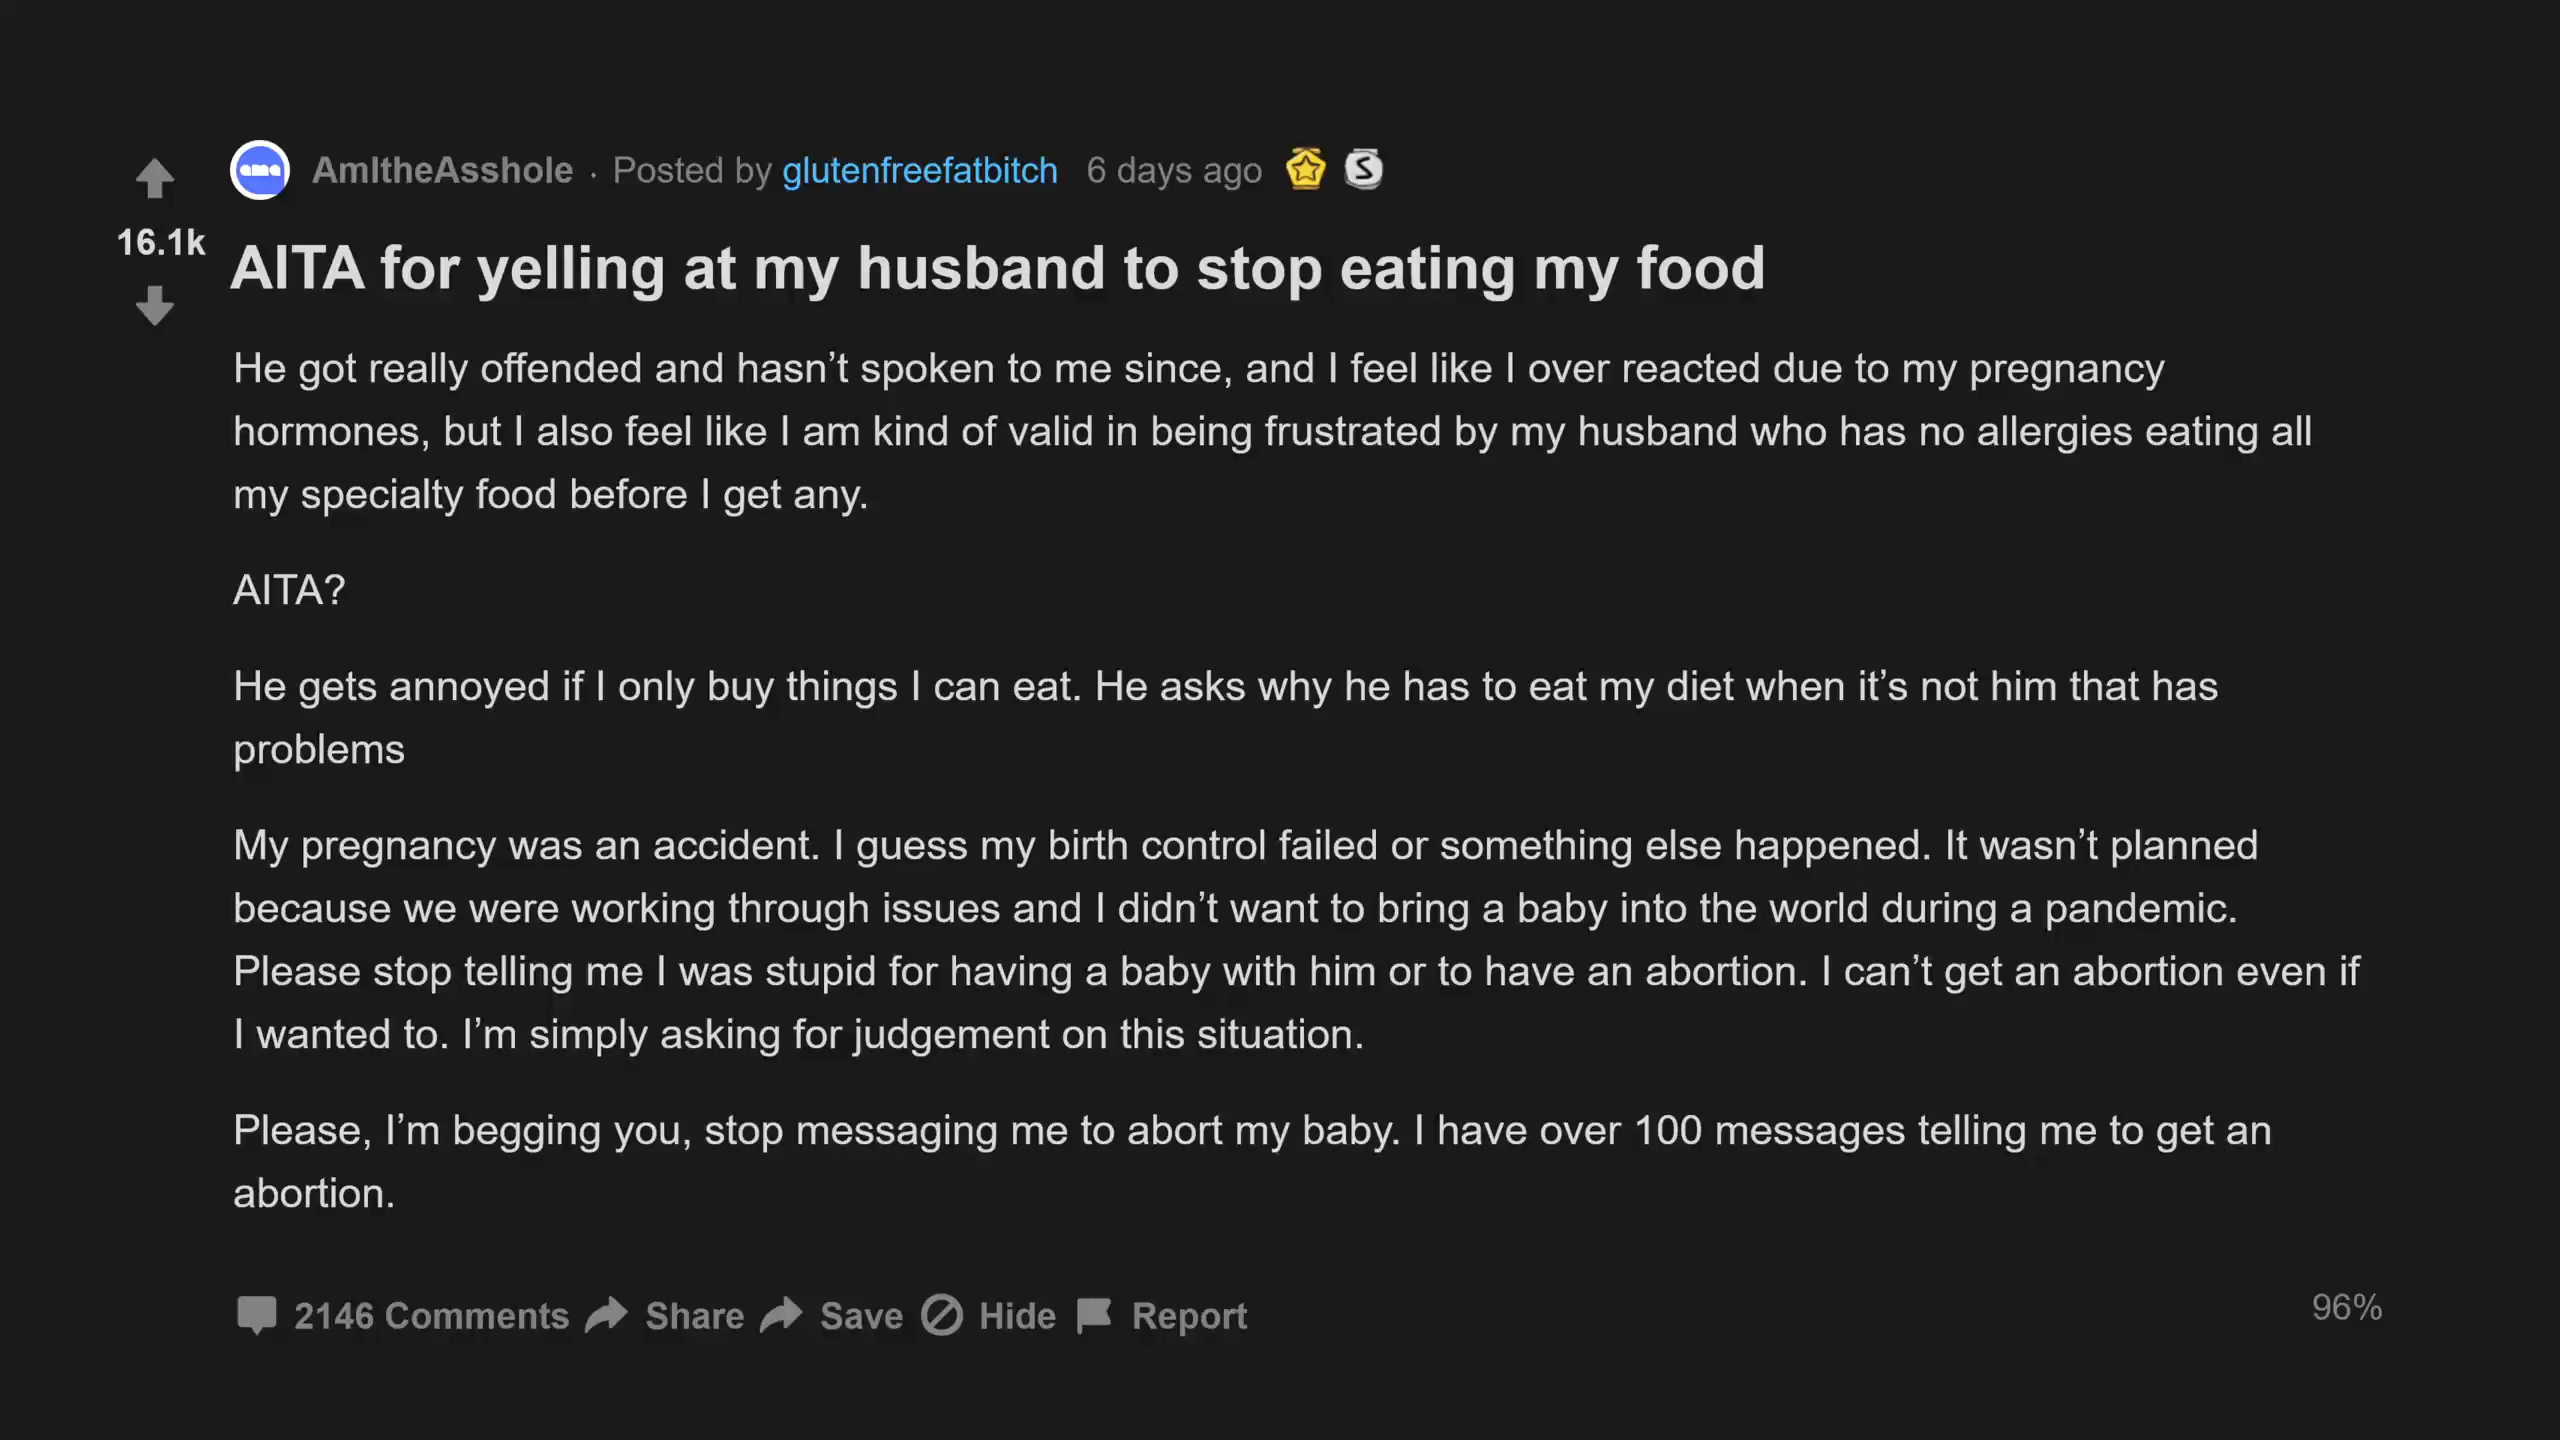 AmItheAsshole · Posted by glutenfreefatbitch 6 days ago
16.1k
AITA for yelling at my husband to stop eating my food
He got really offended and hasn’t spoken to me since, and I feel like I over reacted due to my pregnancy
hormones, but I also feel like I am kind of valid in being frustrated by my husband who has no allergies eating all
my specialty food before I get any.
AITA?
He gets annoyed if I only buy things I can eat. He asks why he has to eat my diet when it’s not him that has
problems
My pregnancy was an accident. I guess my birth control failed or something else happened. It wasn’t planned
because we were working through issues and I didn’t want to bring a baby into the world during a pandemic.
Please stop telling me I was stupid for having a baby with him or to have an abortion. I can’t get an abortion even if
I wanted to. I’m simply asking for judgement on this situation.
Please, I’m begging you, stop messaging me to abort my baby. I have over 100 messages telling me to get an
abortion.
2146 Comments Share Save Hide Report 96%